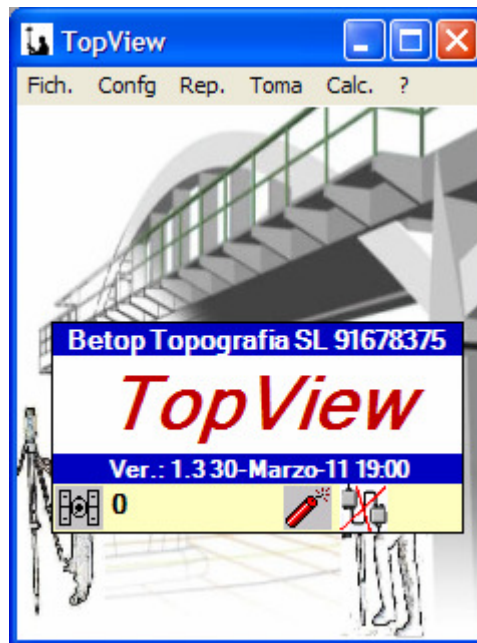 TopView
Fich. Confg Rep. Toma Calc. ?
Betop Topografia SL 91678375
TopView
Ver.: 1.3 30-Marzo-11 19:00
0